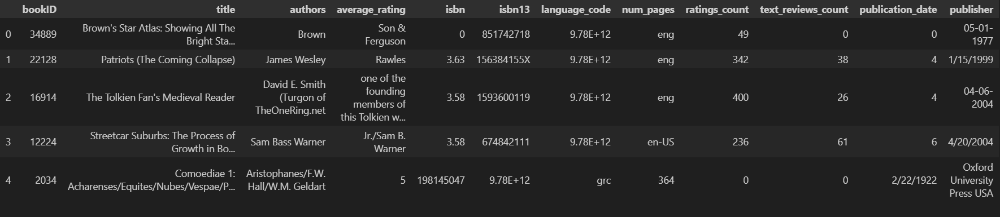 bookID title authors average_rating isbn isbn13 language_code num_pages ratings_count text_reviews_count publication_date publisher
0 34889 Brown's Star Atlas: Showing All The Bright Sta... Brown Son & Ferguson 0 851742718 9.78E+12 eng 49 0 0 05-01-1977
1 22128 Patriots (The Coming Collapse) James Wesley Rawles 3.63 156384155X 9.78E+12 eng 342 38 4 1/15/1999
2 16914 The Tolkien Fan's Medieval Reader David E. Smith (Turgon of TheOneRing.net one of the founding members of this Tolkien w... 3.58 1593600119 9.78E+12 eng 400 26 4 04-06-2004
3 12224 Streetcar Suburbs: The Process of Growth in Bo... Sam Bass Warner Jr./Sam B. Warner 3.58 674842111 9.78E+12 en-US 236 61 6 4/20/2004
4 2034 Comoediae 1: Acharenses/Equites/Nubes/Vespae/P... Aristophanes/F.W. Hall/W.M. Geldart 5 198145047 9.78E+12 grc 364 0 0 2/22/1922 Oxford University Press USA